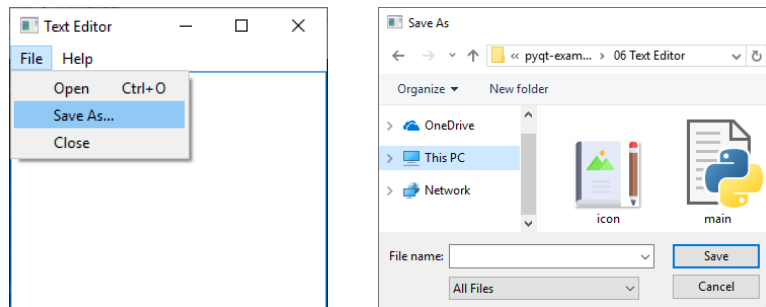 Text Editor
File Help
Open Ctrl+O
Save As...
Close
Save As
« pyqt-exam... › 06 Text Editor
Organize New folder
OneDrive
This PC
Network
icon main
File name:
Save
All Files
Cancel